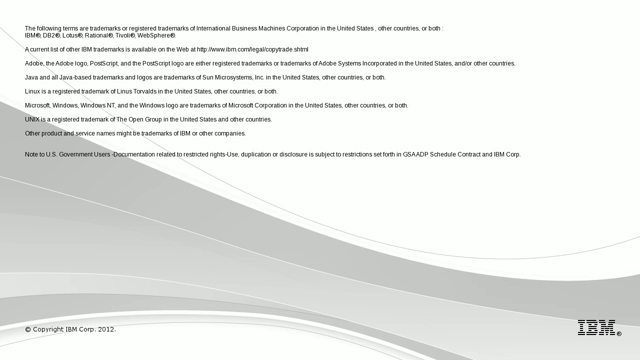 The following terms are trademarks or registered trademarks of International Business Machines Corporation in the United States , other countries, or both :
IBM®, DB2®, Lotus®, Rational®, Tivoli®, WebSphere®.
A current list of other IBM trademarks is available on the Web at http://www.ibm.com/legal/copytrade.shtml
Adobe, the Adobe logo, PostScript, and the PostScript logo are either registered trademarks or trademarks of Adobe Systems Incorporated in the United States, and/or other countries.
Java and all Java-based trademarks and logos are trademarks of Sun Microsystems, Inc. in the United States, other countries, or both.
Linux is a registered trademark of Linus Torvalds in the United States, other countries, or both.
Microsoft, Windows, Windows NT, and the Windows logo are trademarks of Microsoft Corporation in the United States, other countries, or both.
UNIX is a registered trademark of The Open Group in the United States and other countries.
Other product and service names might be trademarks of IBM or other companies.
Note to U.S. Government Users -Documentation related to restricted rights-Use, duplication or disclosure is subject to restrictions set forth in GSA ADP Schedule Contract and IBM Corp.
© Copyright IBM Corp. 2012.
IBM®